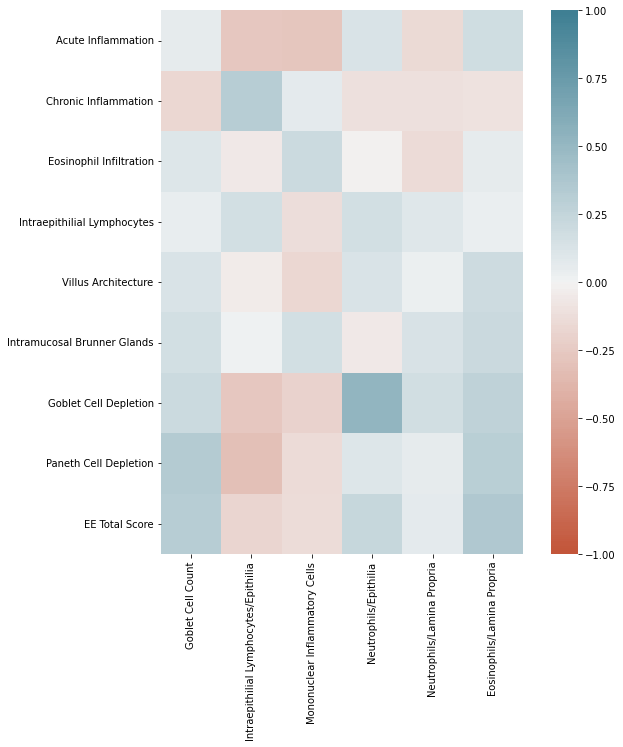 Acute Inflammation
Chronic Inflammation
Eosinophil Infiltration
Intraepithilial Lymphocytes
Villus Architecture
Intramucosal Brunner Glands
Goblet Cell Depletion
Paneth Cell Depletion
EE Total Score
Goblet Cell Count
Intraepithilial Lymphocytes/Epithilia
Mononuclear Inflammatory Cells
Neutrophils/Epithilia
Neutrophils/Lamina Propria
Eosinophils/Lamina Propria
1.00
0.75
0.50
0.25
0.00
−0.25
−0.50
−0.75
−1.00